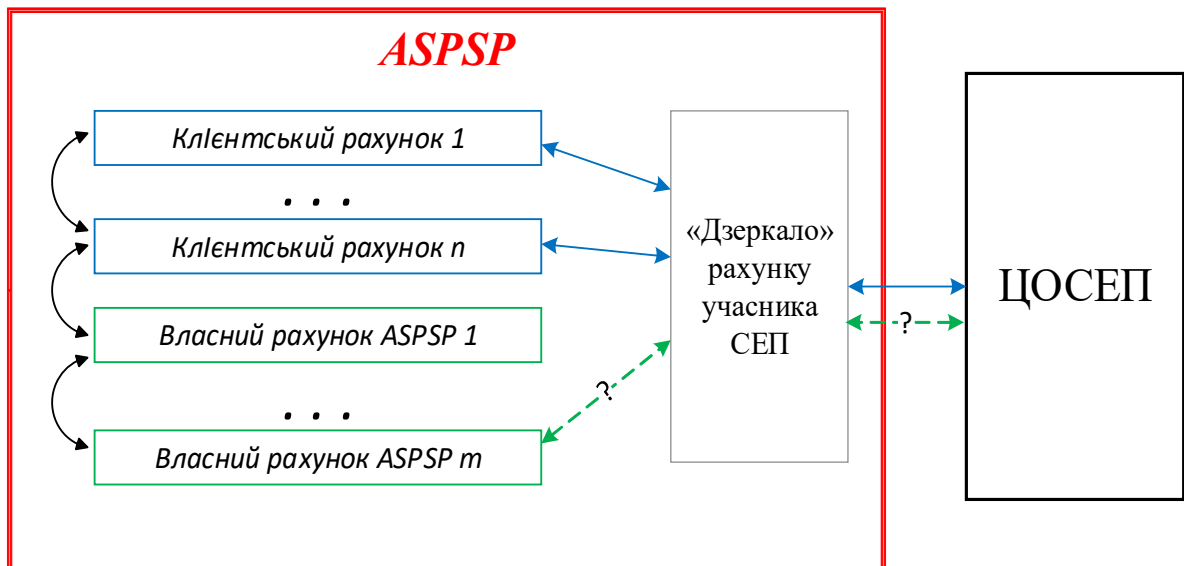 ASPSP
КлІєнтський рахунок 1
. . .
КлІєнтський рахунок n
Власний рахунок ASPSP 1
. . .
Власний рахунок ASPSP m
?
«Дзеркало»
рахунку
учасника
СЕП
?
ЦОСЕП